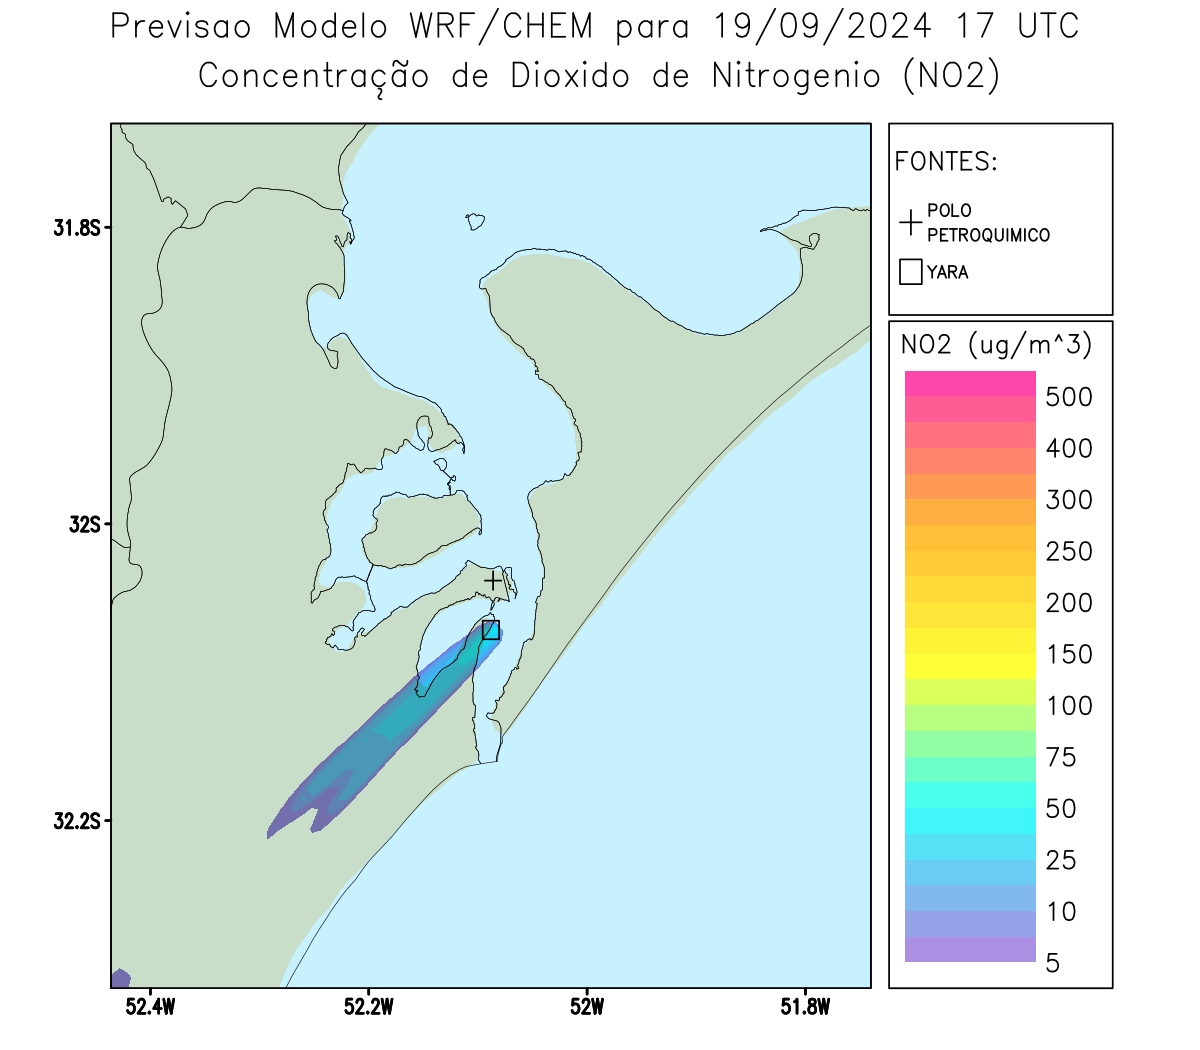 Previsao Modelo WRF/CHEM para 19/09/2024 17 UTC
Concentração de Dioxido de Nitrogenio (NO2)
FONTES:
POLO
PETROQUIMICO
YARA
NO2 (ug/m^3)
500
400
300
250
200
150
100
75
50
25
10
5
31.8S
32S
32.2S
52.4W
52.2W
52W
51.8W